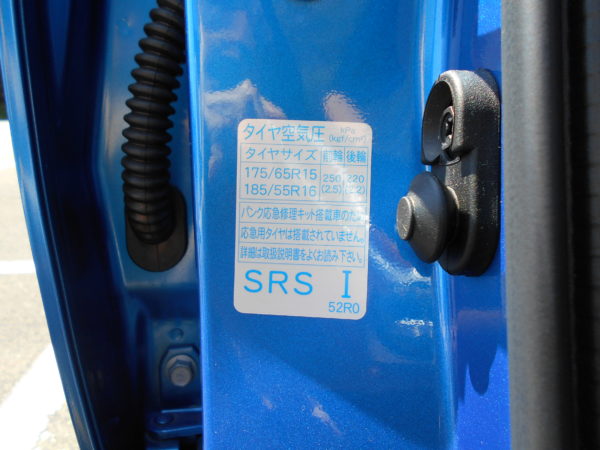 タイヤ空気圧 kPa (kgf/cm²)
タイヤサイズ 前輪 後輪
175/65R15 250 220
185/55R16 (2.5) (2.2)
パンク応急修理キット搭載車のため
応急用タイヤは搭載されていません。
詳細は取扱説明書をよくお読み下さい。
SRS I
52R0